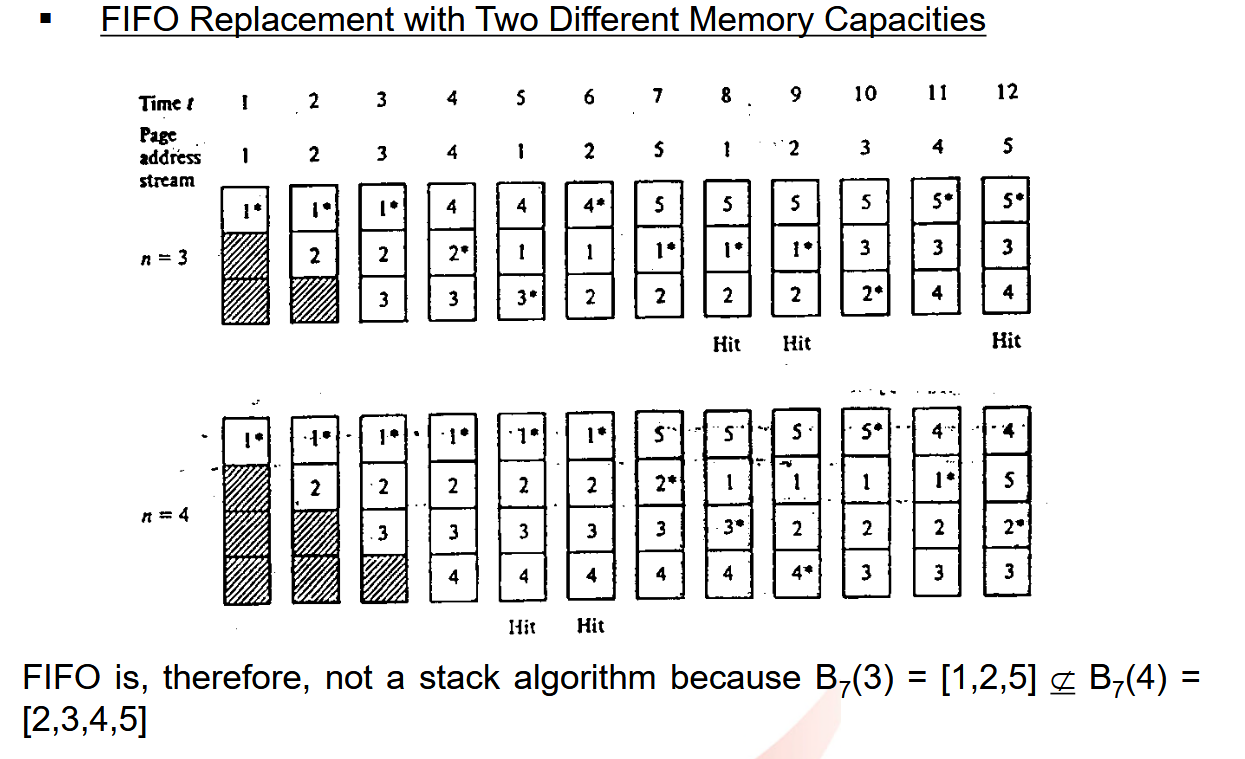 ▪ FIFO Replacement with Two Different Memory Capacities
Time t 1 2 3 4 5 6 7 8 9 10 11 12
Page
address 1 2 3 4 1 2 5 1 2 3 4 5
stream
1* 1* 1* 4 4 4* 5 5 5 5 5* 5*
n = 3 2 2 2* 1 1 1* 1* 1* 3 3 3
3 3 3* 2 2 2 2 2* 4 4
Hit Hit Hit
1* 1* 1* 1* 1* 1* 5 5 5 5* 4 4
2 2 2 2 2 2* 1 1 1 1* 5
n = 4 3 3 3 3 3 3* 2 2 2 2*
4 4 4 4 4 4* 3 3 3
Hit Hit
FIFO is, therefore, not a stack algorithm because B7(3) = [1,2,5] ⊄ B7(4) =
[2,3,4,5]